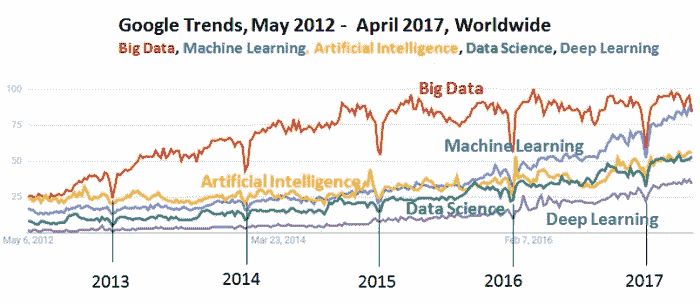 Google Trends, May 2012 - April 2017, Worldwide
Big Data, Machine Learning, Artificial Intelligence, Data Science, Deep Learning
100
Big Data
75
Machine Learning
50
Artificial Intelligence
25
Data Science
Deep Learning
May 6, 2012
Mar 23, 2014
Feb 7, 2016
2013
2014
2015
2016
2017